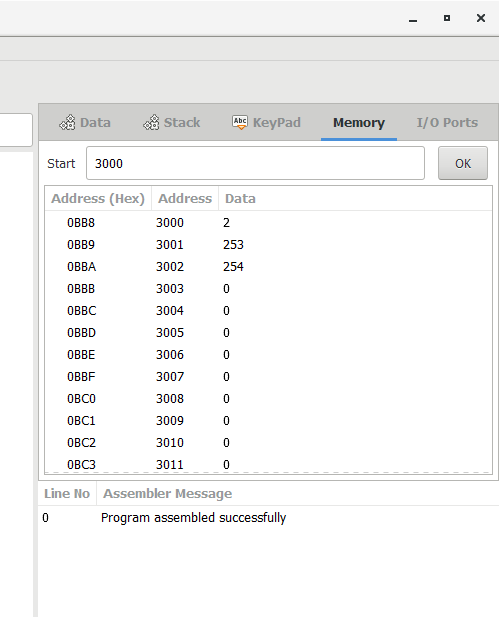 Data Stack Abc KeyPad Memory I/O Ports
Start 3000 OK
Address (Hex) Address Data
0BB8 3000 2
0BB9 3001 253
0BBA 3002 254
0BBB 3003 0
0BBC 3004 0
0BBD 3005 0
0BBE 3006 0
0BBF 3007 0
0BC0 3008 0
0BC1 3009 0
0BC2 3010 0
0BC3 3011 0
Line No Assembler Message
0 Program assembled successfully